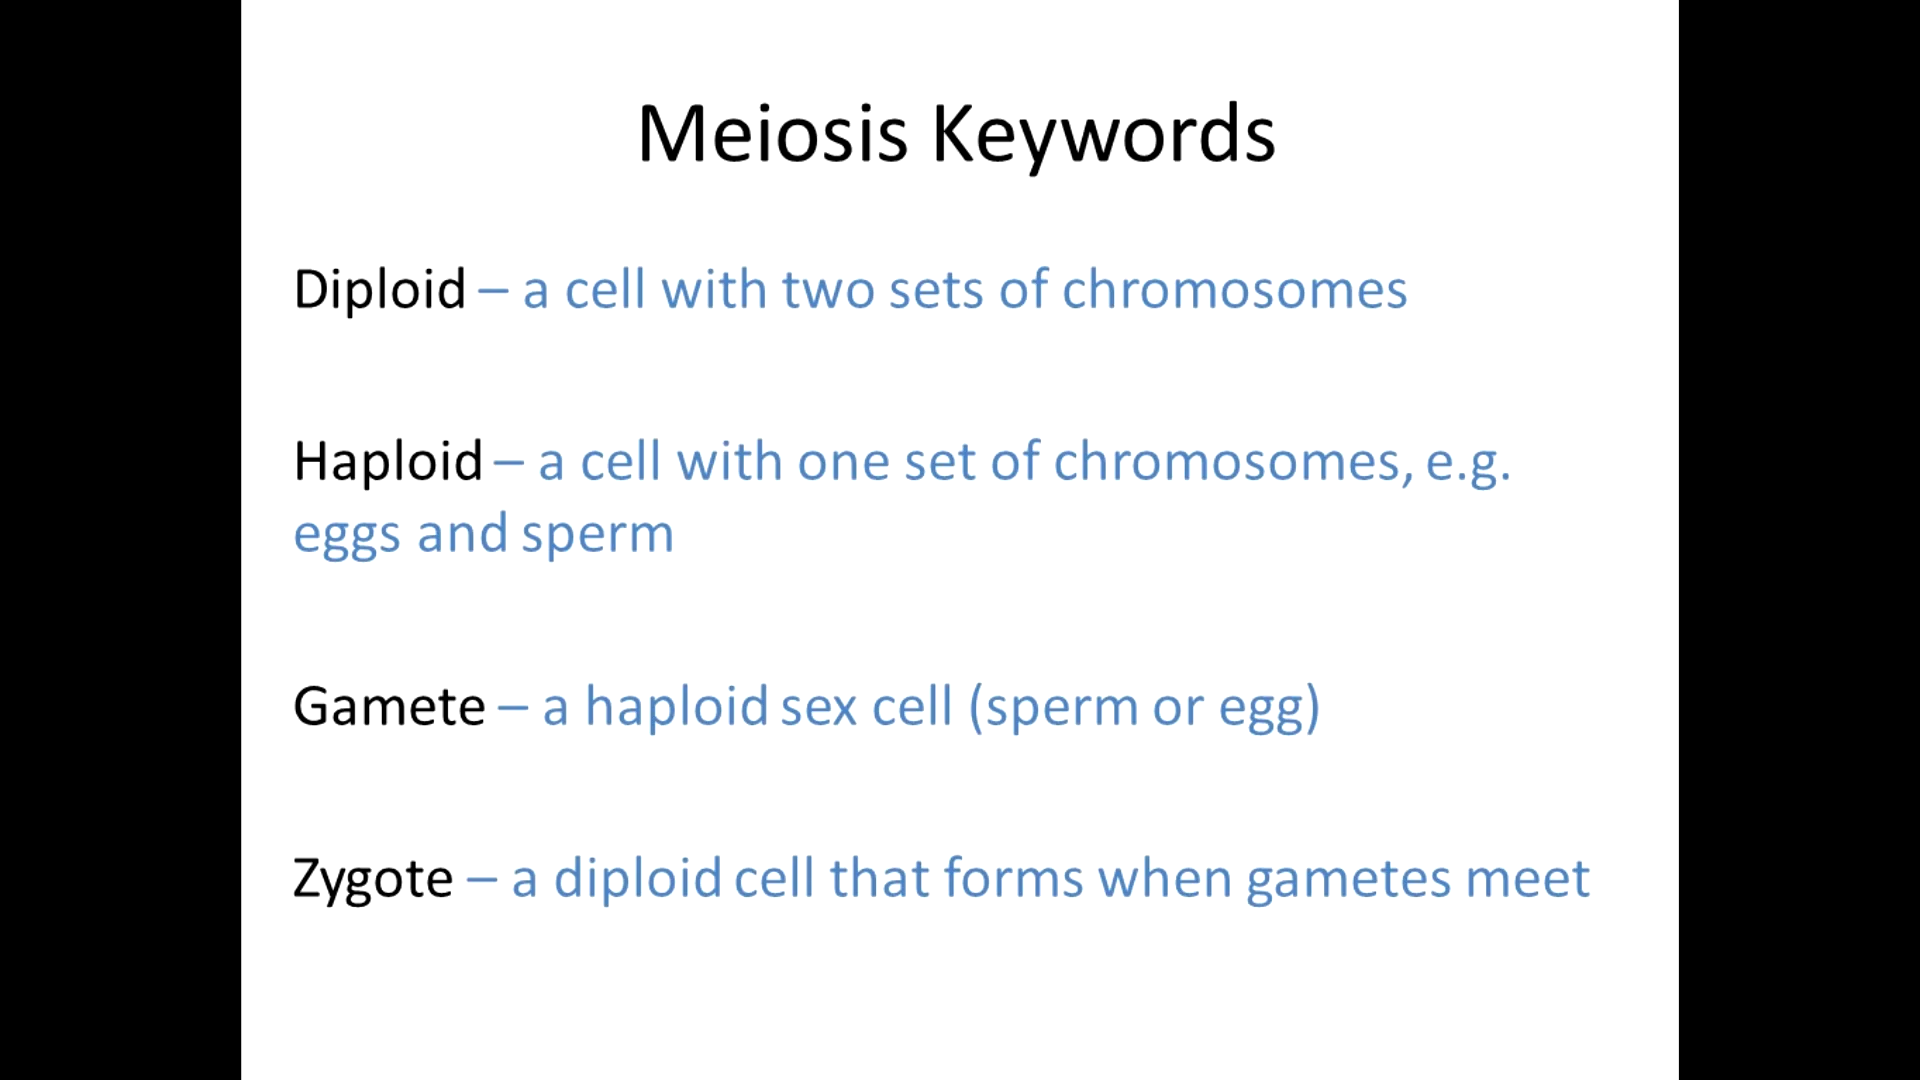 Meiosis Keywords
Diploid – a cell with two sets of chromosomes
Haploid – a cell with one set of chromosomes, e.g.
eggs and sperm
Gamete – a haploid sex cell (sperm or egg)
Zygote – a diploid cell that forms when gametes meet